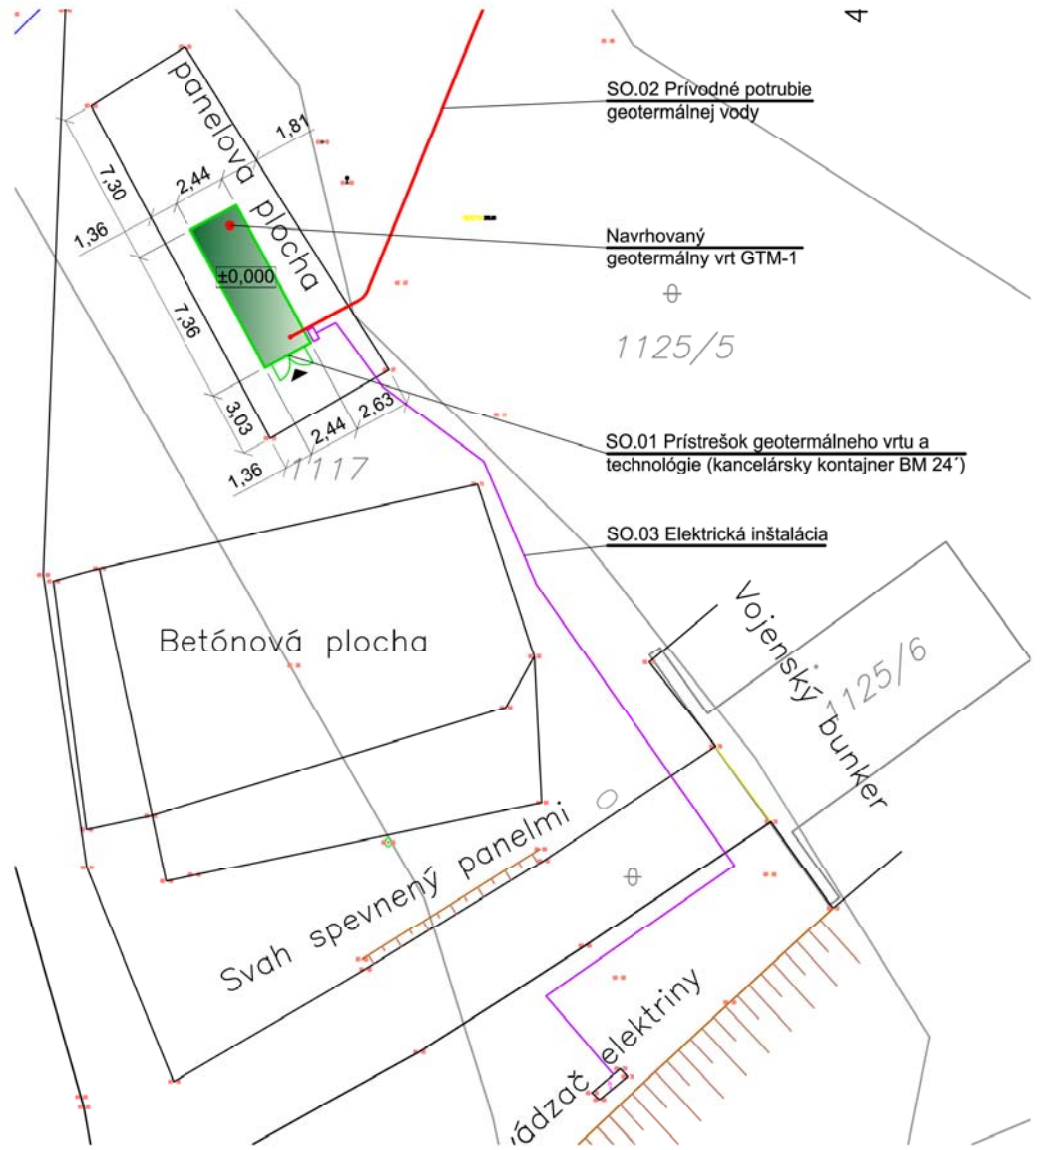 4
SO.02 Prívodné potrubie
geotermálnej vody
panelova plocha
1,81
7,30
2,44
1,36
Navrhovaný
geotermálny vrt GTM-1
±0,000
7,36
1125/5
3,03
2,63
2,44
1,36
1117
SO.01 Prístrešok geotermálneho vrtu a
technológie (kancelársky kontajner BM 24´)
SO.03 Elektrická inštalácia
Betónová plocha
Vojenský bunker
1125/6
Svah spevnený panelmi
elektriny